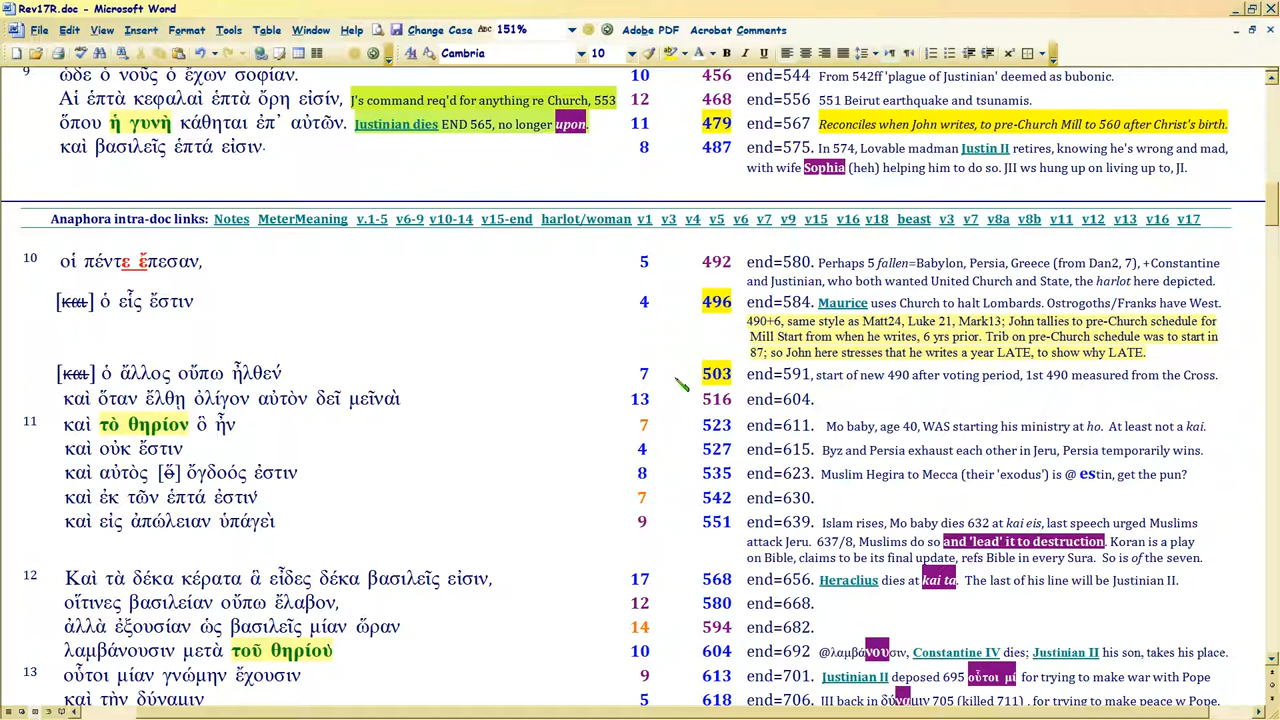 Rev17R.doc - Microsoft Word
File Edit View Insert Format Tools Table Window Help Change Case 151% Adobe PDF Acrobat Comments
Cambria 10
9 ὧδε ὁ νοῦς ὁ ἔχων σοφίαν. 10 456 end=544 From 542ff 'plague of Justinian' deemed as bubonic.
Αἱ ἑπτὰ κεφαλαὶ ἑπτὰ ὄρη εἰσίν, J's command req'd for anything re Church, 553 12 468 end=556 551 Beirut earthquake and tsunamis.
ὅπου ἡ γυνὴ κάθηται ἐπ᾽ αὐτῶν. Justinian dies END 565, no longer upon. 11 479 end=567 Reconciles when John writes, to pre-Church Mill to 560 after Christ's birth.
καὶ βασιλεῖς ἑπτά εἰσιν· 8 487 end=575. In 574, Lovable madman Justin II retires, knowing he's wrong and mad,
with wife Sophia (heh) helping him to do so. JII ws hung up on living up to, JI.
Anaphora intra-doc links: Notes MeterMeaning v.1-5 v6-9 v10-14 v15-end harlot/woman v1 v3 v4 v5 v6 v7 v9 v15 v16 v18 beast v3 v7 v8a v8b v11 v12 v13 v16 v17
10 οἱ πέντε ἔπεσαν, 5 492 end=580. Perhaps 5 fallen=Babylon, Persia, Greece (from Dan2, 7), +Constantine
and Justinian, who both wanted United Church and State, the harlot here depicted.
[καὶ] ὁ εἷς ἔστιν 4 496 end=584. Maurice uses Church to halt Lombards. Ostrogoths/Franks have West.
490+6, same style as Matt24, Luke 21, Mark13; John tallies to pre-Church schedule for
Mill Start from when he writes, 6 yrs prior. Trib on pre-Church schedule was to start in
87; so John here stresses that he writes a year LATE, to show why LATE.
[καὶ] ὁ ἄλλος οὔπω ἦλθεν 7 503 end=591, start of new 490 after voting period, 1st 490 measured from the Cross.
καὶ ὅταν ἔλθῃ ὀλίγον αὐτὸν δεῖ μεῖναι 13 516 end=604.
11 καὶ τὸ θηρίον ὃ ἦν 7 523 end=611. Mo baby, age 40, WAS starting his ministry at ho. At least not a kai.
καὶ οὐκ ἔστιν 4 527 end=615. Byz and Persia exhaust each other in Jeru, Persia temporarily wins.
καὶ αὐτὸς [ὅ] ὄγδοός ἐστιν 8 535 end=623. Muslim Hegira to Mecca (their 'exodus') is @ estin, get the pun?
καὶ ἐκ τῶν ἑπτά ἐστιν 7 542 end=630.
καὶ εἰς ἀπώλειαν ὑπάγει 9 551 end=639. Islam rises, Mo baby dies 632 at kai eis, last speech urged Muslims
attack Jeru. 637/8, Muslims do so and 'lead' it to destruction. Koran is a play
on Bible, claims to be its final update, refs Bible in every Sura. So is of the seven.
12 Καὶ τὰ δέκα κέρατα ἃ εἶδες δέκα βασιλεῖς εἰσιν, 17 568 end=656. Heraclius dies at kai ta. The last of his line will be Justinian II.
οἵτινες βασιλείαν οὔπω ἔλαβον, 12 580 end=668.
ἀλλὰ ἐξουσίαν ὡς βασιλεῖς μίαν ὥραν 14 594 end=682.
λαμβάνουσιν μετὰ τοῦ θηρίου 10 604 end=692 @λαμβάνουσιν, Constantine IV dies; Justinian II his son, takes his place.
13 οὗτοι μίαν γνώμην ἔχουσιν 9 613 end=701. Justinian II deposed 695 οὗτοι μί for trying to make war with Pope
καὶ τὴν δύναμιν 5 618 end=706. JII back in δύναμιν 705 (killed 711) , for trying to make peace w Pope.